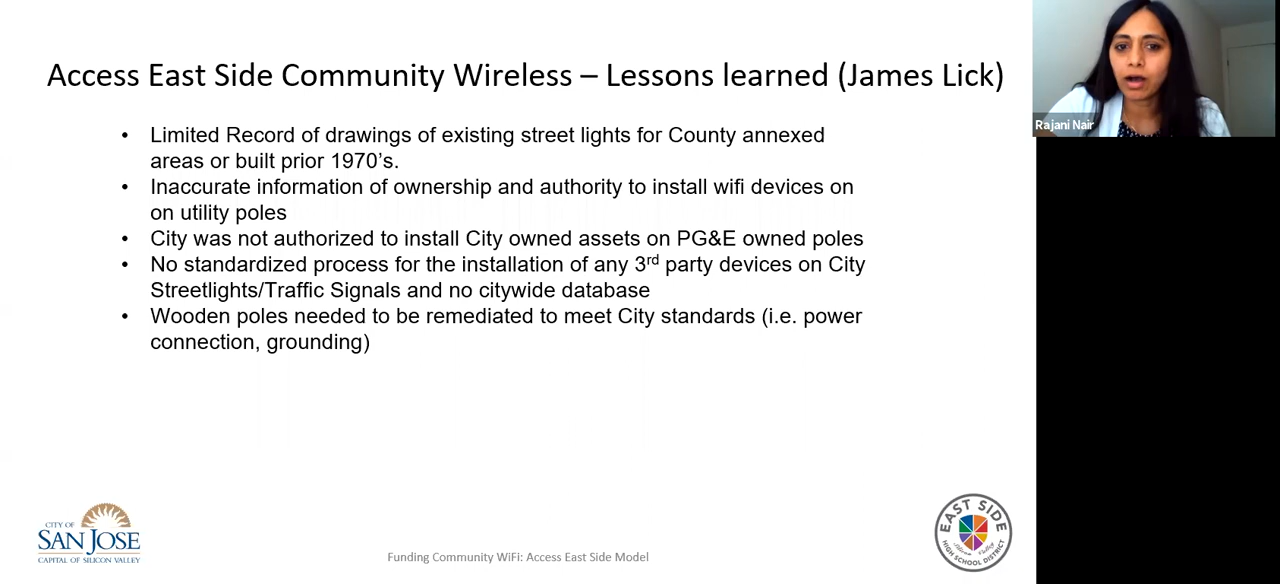 Access East Side Community Wireless – Lessons learned (James Lick)
• Limited Record of drawings of existing street lights for County annexed
areas or built prior 1970's.
• Inaccurate information of ownership and authority to install wifi devices on
on utility poles
• City was not authorized to install City owned assets on PG&E owned poles
• No standardized process for the installation of any 3rd party devices on City
Streetlights/Traffic Signals and no citywide database
• Wooden poles needed to be remediated to meet City standards (i.e. power
connection, grounding)
Rajani Nair
CITY OF
SAN JOSE
CAPITAL OF SILICON VALLEY
Funding Community WiFi: Access East Side Model
EAST SIDE
HIGH SCHOOL DISTRICT